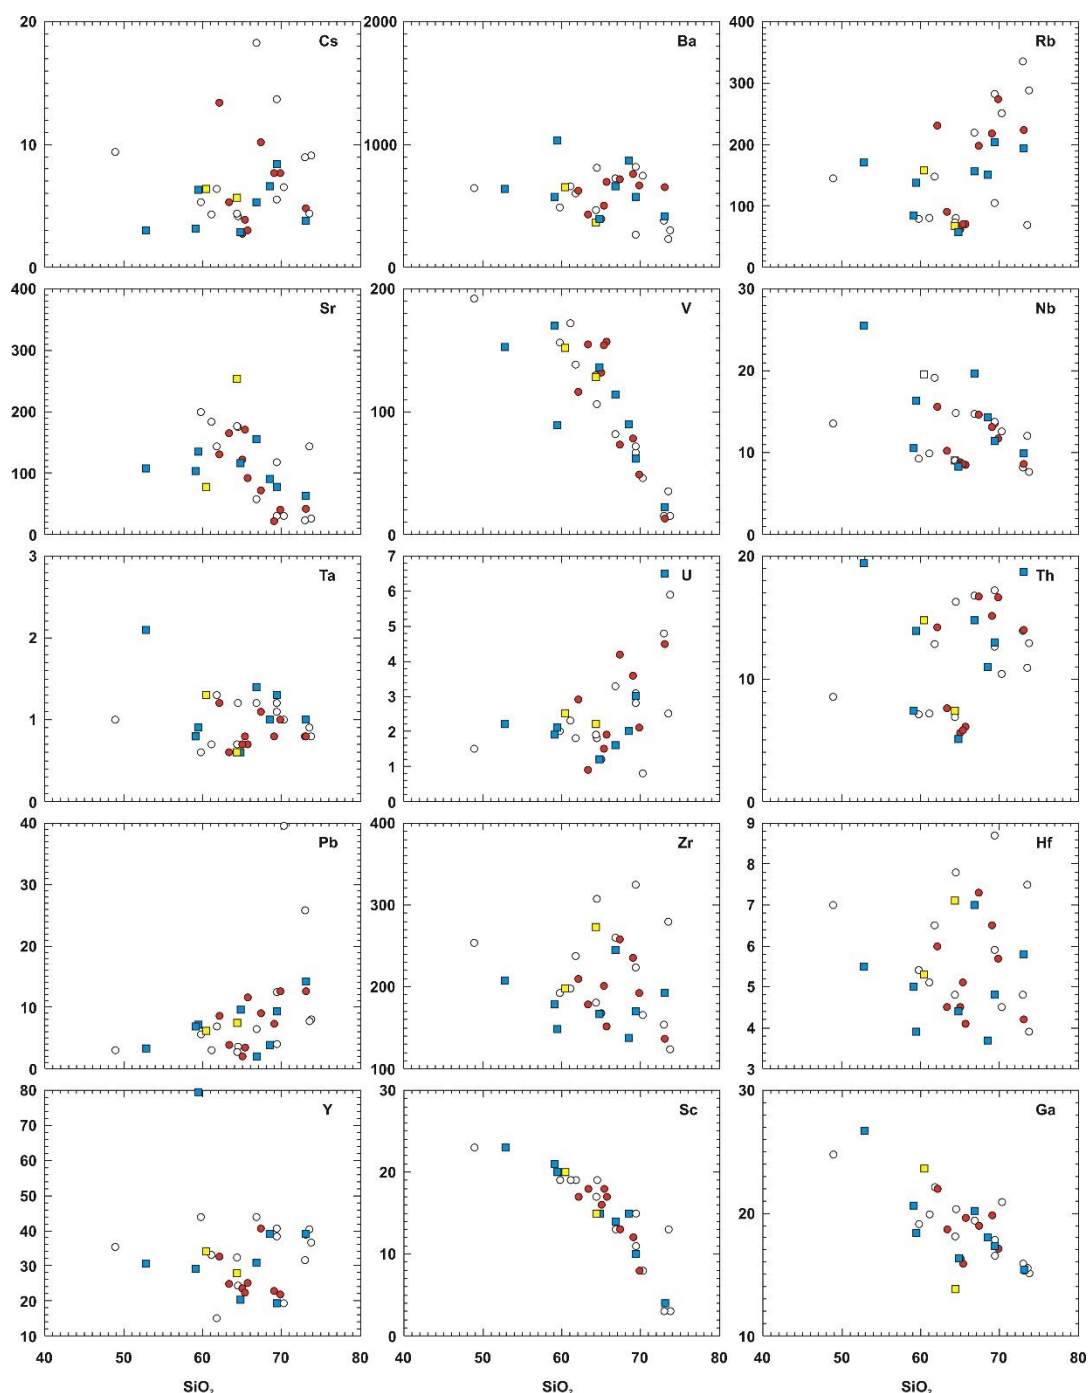 20 2000 400
Cs Ba Rb
300
10 1000 200
100
0 0 0
400 200 30
Sr V Nb
300
20
200 100
10
100
0 0 0
3 7 20
Ta U Th
6
2 5
4 10
3
1 2
1
0 0 0
40 400 9
Pb Zr Hf
8
30
300 7
20 6
200 5
10
4
0 100 3
80 30 30
Y Sc Ga
70
60 20
50
20
40
30 10
20
10 0 10
40 50 60 70 80 40 50 60 70 80 40 50 60 70 80
SiO₂ SiO₂ SiO₂